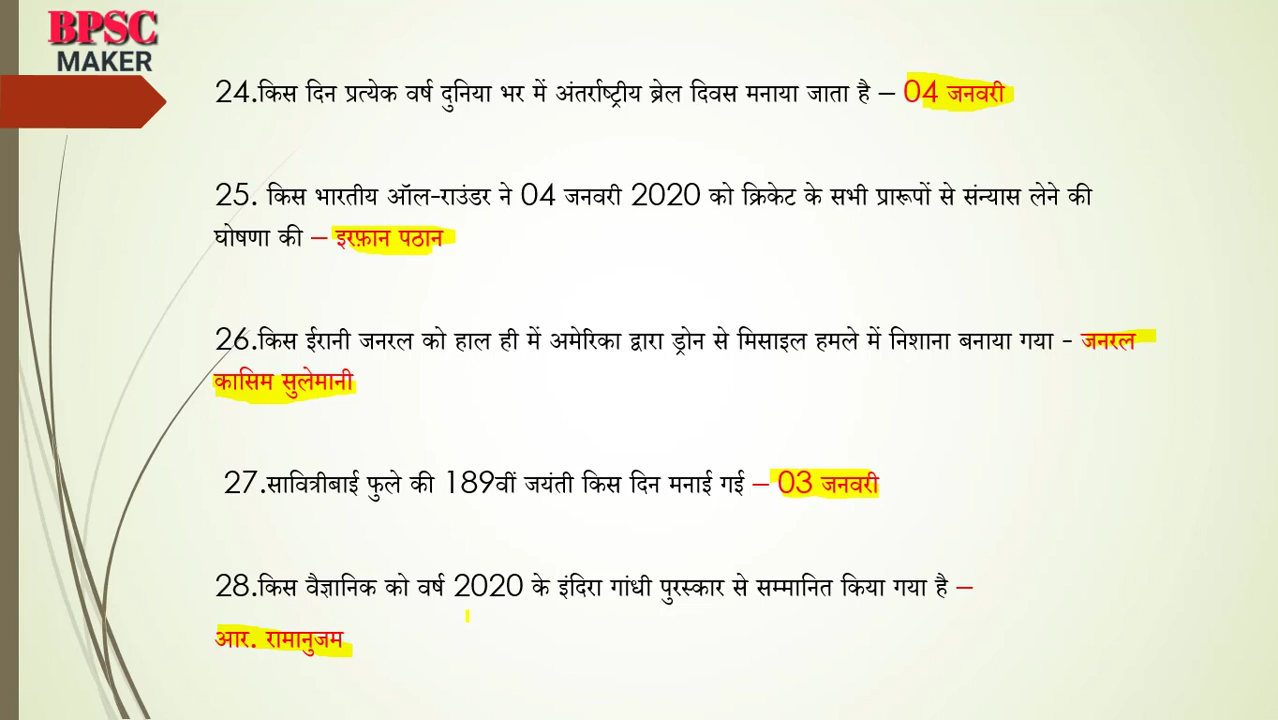 BPSC
MAKER
24.किस दिन प्रत्येक वर्ष दुनिया भर में अंतर्राष्ट्रीय ब्रेल दिवस मनाया जाता है – 04 जनवरी
25. किस भारतीय ऑल-राउंडर ने 04 जनवरी 2020 को क्रिकेट के सभी प्रारूपों से संन्यास लेने की
घोषणा की – इरफ़ान पठान
26.किस ईरानी जनरल को हाल ही में अमेरिका द्वारा ड्रोन से मिसाइल हमले में निशाना बनाया गया - जनरल
कासिम सुलेमानी
27.सावित्रीबाई फुले की 189वीं जयंती किस दिन मनाई गई – 03 जनवरी
28.किस वैज्ञानिक को वर्ष 2020 के इंदिरा गांधी पुरस्कार से सम्मानित किया गया है –
आर. रामानुजम